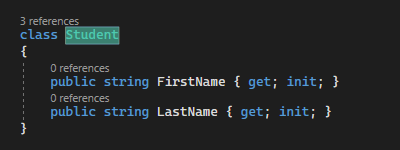 3 references
class Student
{
0 references
public string FirstName { get; init; }
0 references
public string LastName { get; init; }
}